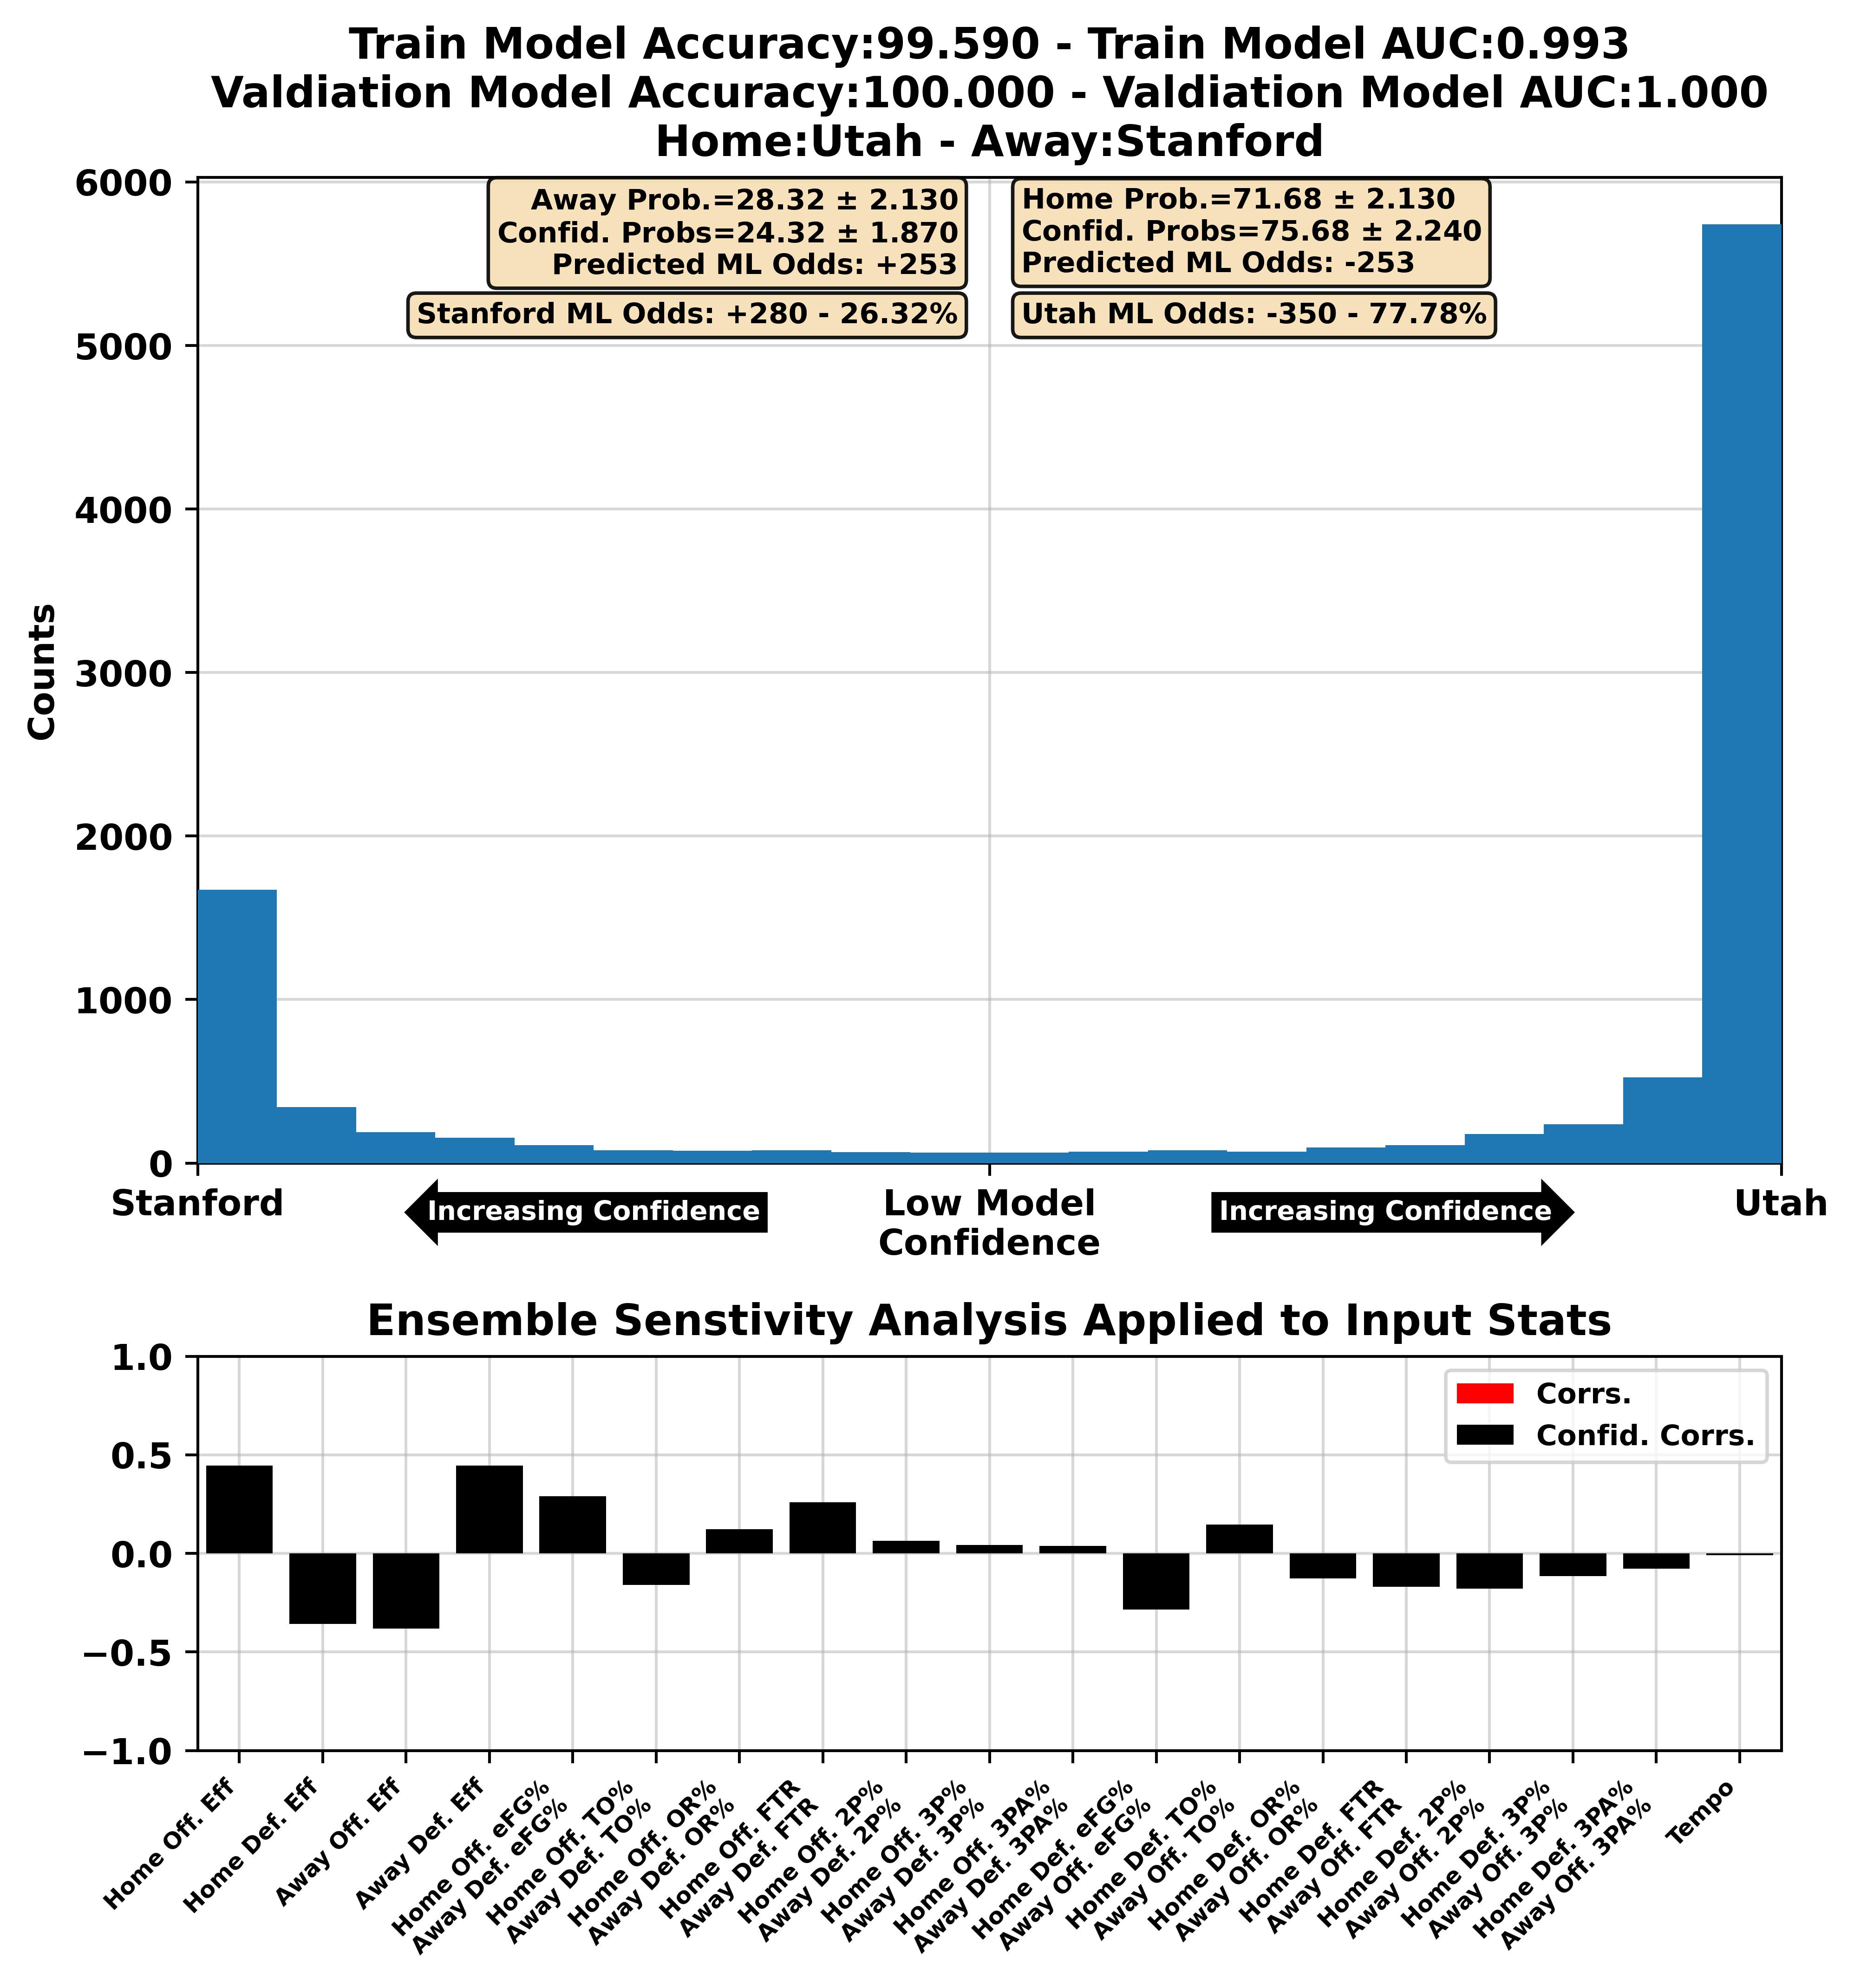 Train Model Accuracy:99.590 - Train Model AUC:0.993
Valdiation Model Accuracy:100.000 - Valdiation Model AUC:1.000
Home:Utah - Away:Stanford
Away Prob.=28.32 ± 2.130
Confid. Probs=24.32 ± 1.870
Predicted ML Odds: +253
Stanford ML Odds: +280 - 26.32%
Home Prob.=71.68 ± 2.130
Confid. Probs=75.68 ± 2.240
Predicted ML Odds: -253
Utah ML Odds: -350 - 77.78%
Counts
6000
5000
4000
3000
2000
1000
0
Stanford
Increasing Confidence
Low Model
Confidence
Increasing Confidence
Utah
Ensemble Senstivity Analysis Applied to Input Stats
Corrs.
Confid. Corrs.
1.0
0.5
0.0
−0.5
−1.0
Home Off. Eff
Home Def. Eff
Away Off. Eff
Away Def. Eff
Home Off. eFG%
Away Def. eFG%
Home Off. TO%
Away Def. TO%
Home Off. OR%
Away Def. OR%
Home Off. FTR
Away Def. FTR
Home Off. 2P%
Away Def. 2P%
Home Off. 3P%
Away Def. 3P%
Home Off. 3PA%
Away Def. 3PA%
Home Def. eFG%
Away Off. eFG%
Home Def. TO%
Away Off. TO%
Home Def. OR%
Away Off. OR%
Home Def. FTR
Away Off. FTR
Home Def. 2P%
Away Off. 2P%
Home Def. 3P%
Away Off. 3P%
Home Def. 3PA%
Away Off. 3PA%
Tempo